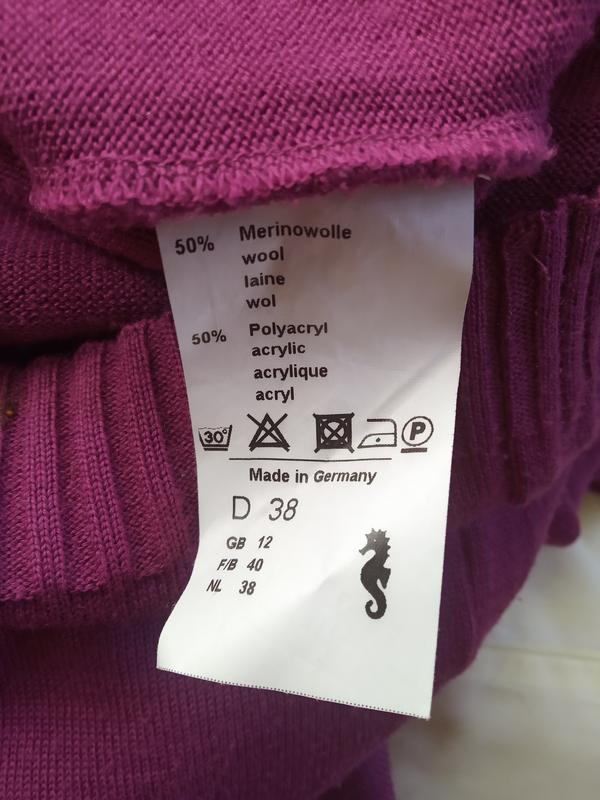 50% Merinowolle
wool
laine
wol
50% Polyacryl
acrylic
acrylique
acryl
30° P
Made in Germany
D 38
GB 12
F/B 40
NL 38